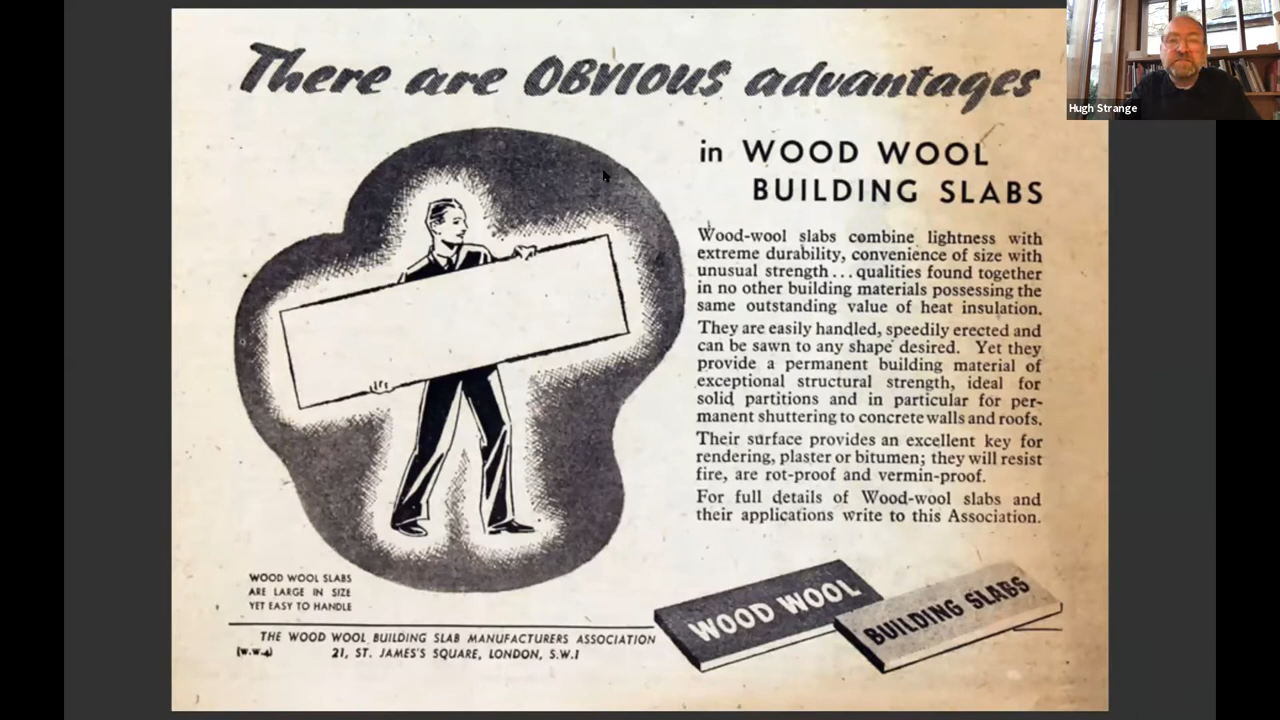 There are OBVIOUS advantages
in WOOD WOOL
BUILDING SLABS
Wood-wool slabs combine lightness with
extreme durability, convenience of size with
unusual strength ... qualities found together
in no other building materials possessing the
same outstanding value of heat insulation.
They are easily handled, speedily erected and
can be sawn to any shape desired. Yet they
provide a permanent building material of
exceptional structural strength, ideal for
solid partitions and in particular for per-
manent shuttering to concrete walls and roofs.
Their surface provides an excellent key for
rendering, plaster or bitumen; they will resist
fire, are rot-proof and vermin-proof.
For full details of Wood-wool slabs and
their applications write to this Association.
WOOD WOOL SLABS
ARE LARGE IN SIZE
YET EASY TO HANDLE
WOOD WOOL
BUILDING SLABS
THE WOOD WOOL BUILDING SLAB MANUFACTURERS ASSOCIATION
(W.W.4) 21, ST. JAMES'S SQUARE, LONDON, S.W.1
Hugh Strange